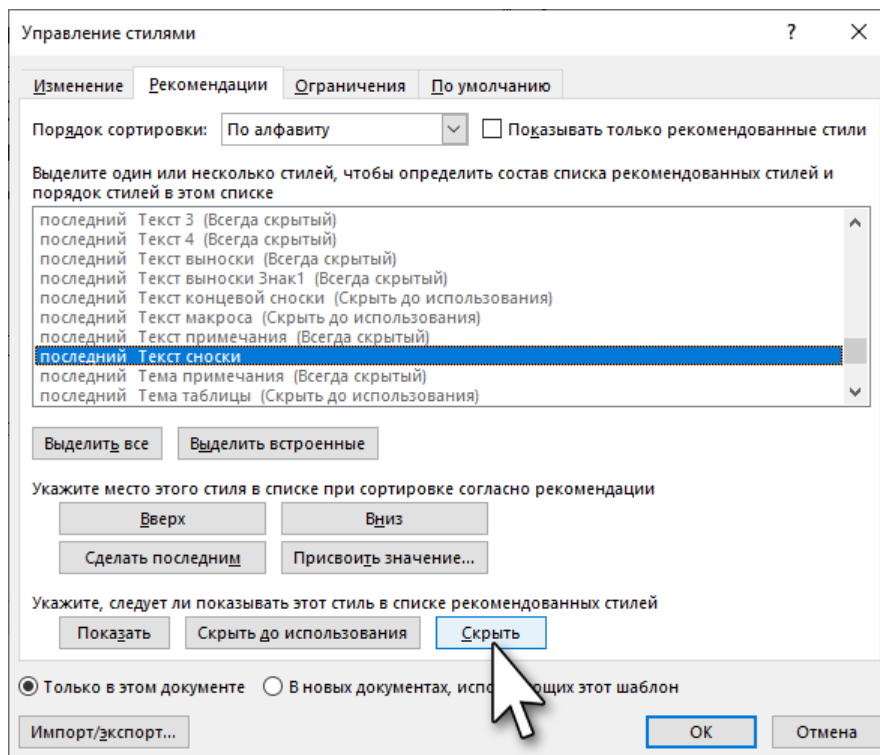 Управление стилями ?
Изменение Рекомендации Ограничения По умолчанию
Порядок сортировки: По алфавиту Показывать только рекомендованные стили
Выделите один или несколько стилей, чтобы определить состав списка рекомендованных стилей и
порядок стилей в этом списке
последний Текст 3 (Всегда скрытый)
последний Текст 4 (Всегда скрытый)
последний Текст выноски (Всегда скрытый)
последний Текст выноски Знак1 (Всегда скрытый)
последний Текст концевой сноски (Скрыть до использования)
последний Текст макроса (Скрыть до использования)
последний Текст примечания (Всегда скрытый)
последний Текст сноски
последний Тема примечания (Всегда скрытый)
последний Тема таблицы (Скрыть до использования)
Выделить все Выделить встроенные
Укажите место этого стиля в списке при сортировке согласно рекомендации
Вверх Вниз
Сделать последним Присвоить значение...
Укажите, следует ли показывать этот стиль в списке рекомендованных стилей
Показать Скрыть до использования Скрыть
Только в этом документе В новых документах, этот шаблон
Импорт/экспорт... ОК Отмена